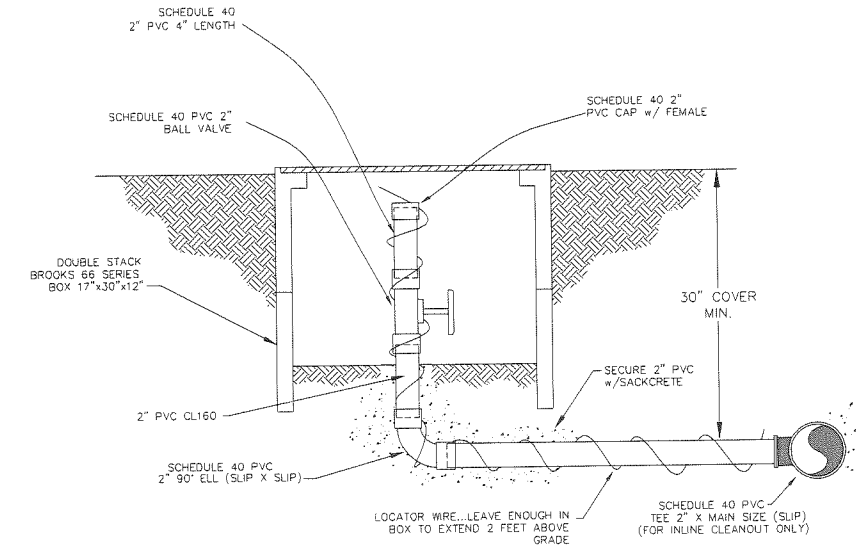 SCHEDULE 40
2" PVC 4" LENGTH
SCHEDULE 40 PVC 2"
BALL VALVE
SCHEDULE 40 2"
PVC CAP w/ FEMALE
DOUBLE STACK
BROOKS 66 SERIES
BOX 17"x30"x12"
30" COVER
MIN.
SECURE 2" PVC
w/SACKCRETE
2" PVC CL160
SCHEDULE 40 PVC
2" 90° ELL (SLIP X SLIP)
LOCATOR WIRE...LEAVE ENOUGH IN
BOX TO EXTEND 2 FEET ABOVE
GRADE
SCHEDULE 40 PVC
TEE 2" X MAIN SIZE (SLIP)
(FOR INLINE CLEANOUT ONLY)